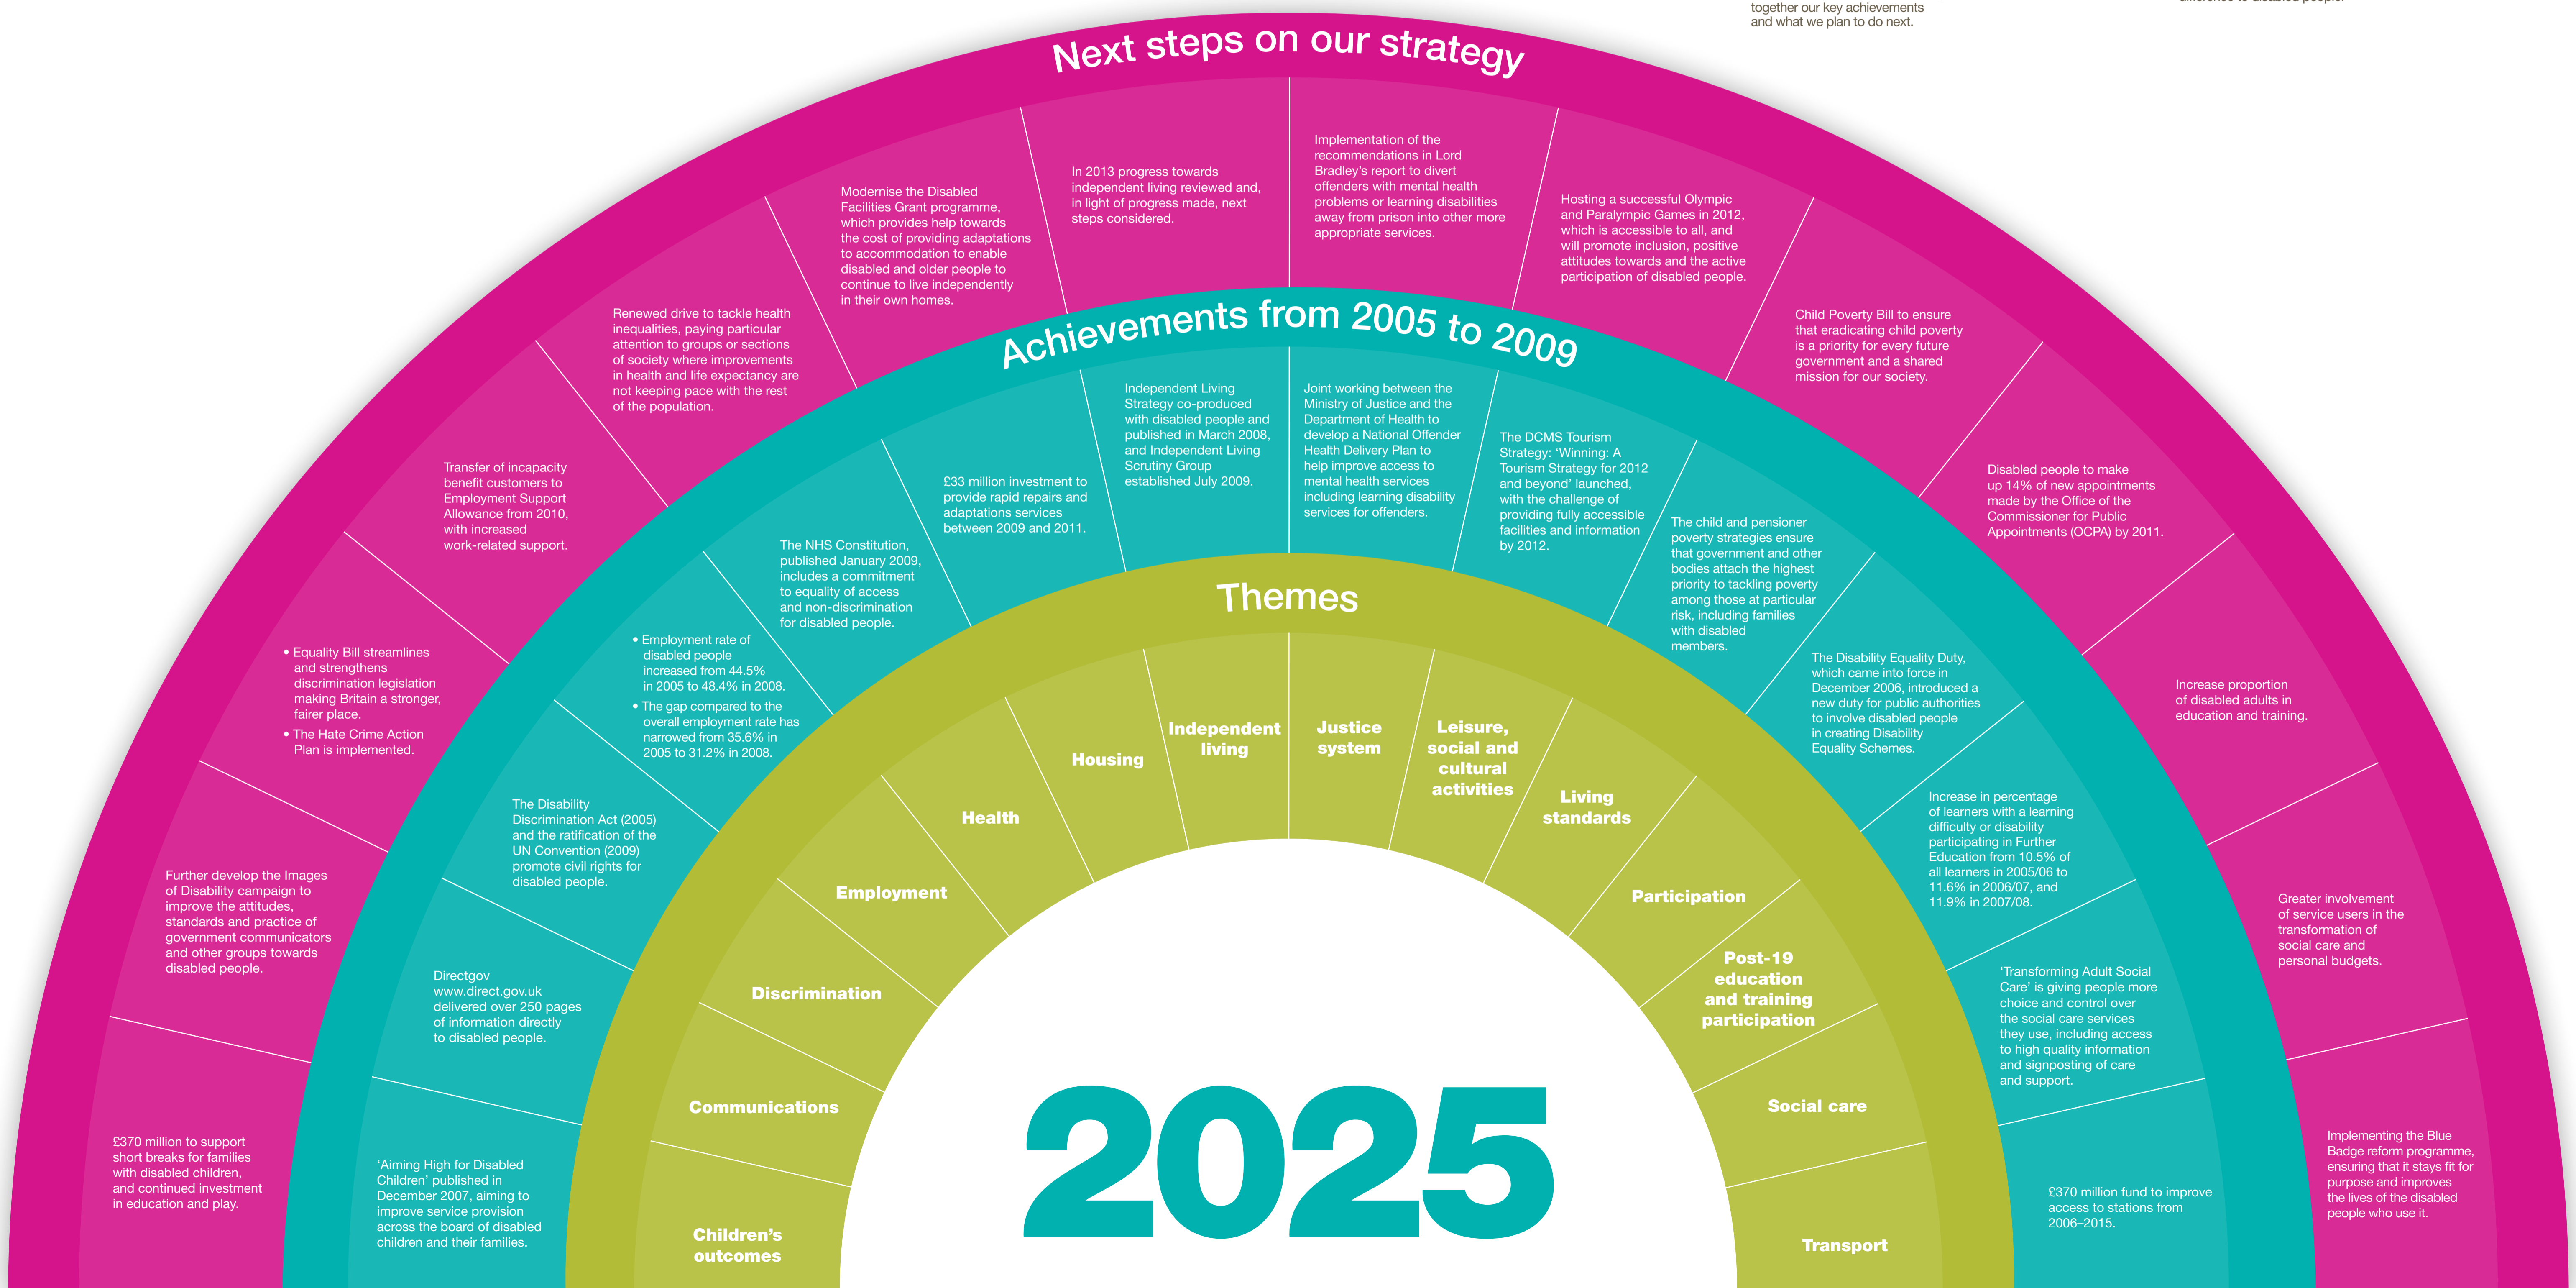 together our key achievements
and what we plan to do next.
Next steps on our strategy
£370 million to support
short breaks for families
with disabled children,
and continued investment
in education and play.
Further develop the Images
of Disability campaign to
improve the attitudes,
standards and practice of
government communicators
and other groups towards
disabled people.
• Equality Bill streamlines
and strengthens
discrimination legislation
making Britain a stronger,
fairer place.
• The Hate Crime Action
Plan is implemented.
Transfer of incapacity
benefit customers to
Employment Support
Allowance from 2010,
with increased
work-related support.
Renewed drive to tackle health
inequalities, paying particular
attention to groups or sections
of society where improvements
in health and life expectancy are
not keeping pace with the rest
of the population.
Modernise the Disabled
Facilities Grant programme,
which provides help towards
the cost of providing adaptations
to accommodation to enable
disabled and older people to
continue to live independently
in their own homes.
In 2013 progress towards
independent living reviewed and,
in light of progress made, next
steps considered.
Implementation of the
recommendations in Lord
Bradley’s report to divert
offenders with mental health
problems or learning disabilities
away from prison into other more
appropriate services.
Hosting a successful Olympic
and Paralympic Games in 2012,
which is accessible to all, and
will promote inclusion, positive
attitudes towards and the active
participation of disabled people.
Child Poverty Bill to ensure
that eradicating child poverty
is a priority for every future
government and a shared
mission for our society.
Disabled people to make
up 14% of new appointments
made by the Office of the
Commissioner for Public
Appointments (OCPA) by 2011.
Increase proportion
of disabled adults in
education and training.
Greater involvement
of service users in the
transformation of
social care and
personal budgets.
Implementing the Blue
Badge reform programme,
ensuring that it stays fit for
purpose and improves
the lives of the disabled
people who use it.
Achievements from 2005 to 2009
‘Aiming High for Disabled
Children’ published in
December 2007, aiming to
improve service provision
across the board of disabled
children and their families.
Directgov
www.direct.gov.uk
delivered over 250 pages
of information directly
to disabled people.
The Disability
Discrimination Act (2005)
and the ratification of the
UN Convention (2009)
promote civil rights for
disabled people.
• Employment rate of
disabled people
increased from 44.5%
in 2005 to 48.4% in 2008.
• The gap compared to the
overall employment rate has
narrowed from 35.6% in
2005 to 31.2% in 2008.
The NHS Constitution,
published January 2009,
includes a commitment
to equality of access
and non-discrimination
for disabled people.
£33 million investment to
provide rapid repairs and
adaptations services
between 2009 and 2011.
Independent Living
Strategy co-produced
with disabled people and
published in March 2008,
and Independent Living
Scrutiny Group
established July 2009.
Joint working between the
Ministry of Justice and the
Department of Health to
develop a National Offender
Health Delivery Plan to
help improve access to
mental health services
including learning disability
services for offenders.
The DCMS Tourism
Strategy: ‘Winning: A
Tourism Strategy for 2012
and beyond’ launched,
with the challenge of
providing fully accessible
facilities and information
by 2012.
The child and pensioner
poverty strategies ensure
that government and other
bodies attach the highest
priority to tackling poverty
among those at particular
risk, including families
with disabled
members.
The Disability Equality Duty,
which came into force in
December 2006, introduced a
new duty for public authorities
to involve disabled people
in creating Disability
Equality Schemes.
Increase in percentage
of learners with a learning
difficulty or disability
participating in Further
Education from 10.5% of
all learners in 2005/06 to
11.6% in 2006/07, and
11.9% in 2007/08.
‘Transforming Adult Social
Care’ is giving people more
choice and control over
the social care services
they use, including access
to high quality information
and signposting of care
and support.
£370 million fund to improve
access to stations from
2006–2015.
Themes
Children’s
outcomes
Communications
Discrimination
Employment
Health
Housing
Independent
living
Justice
system
Leisure,
social and
cultural
activities
Living
standards
Participation
Post-19
education
and training
participation
Social care
Transport
2025